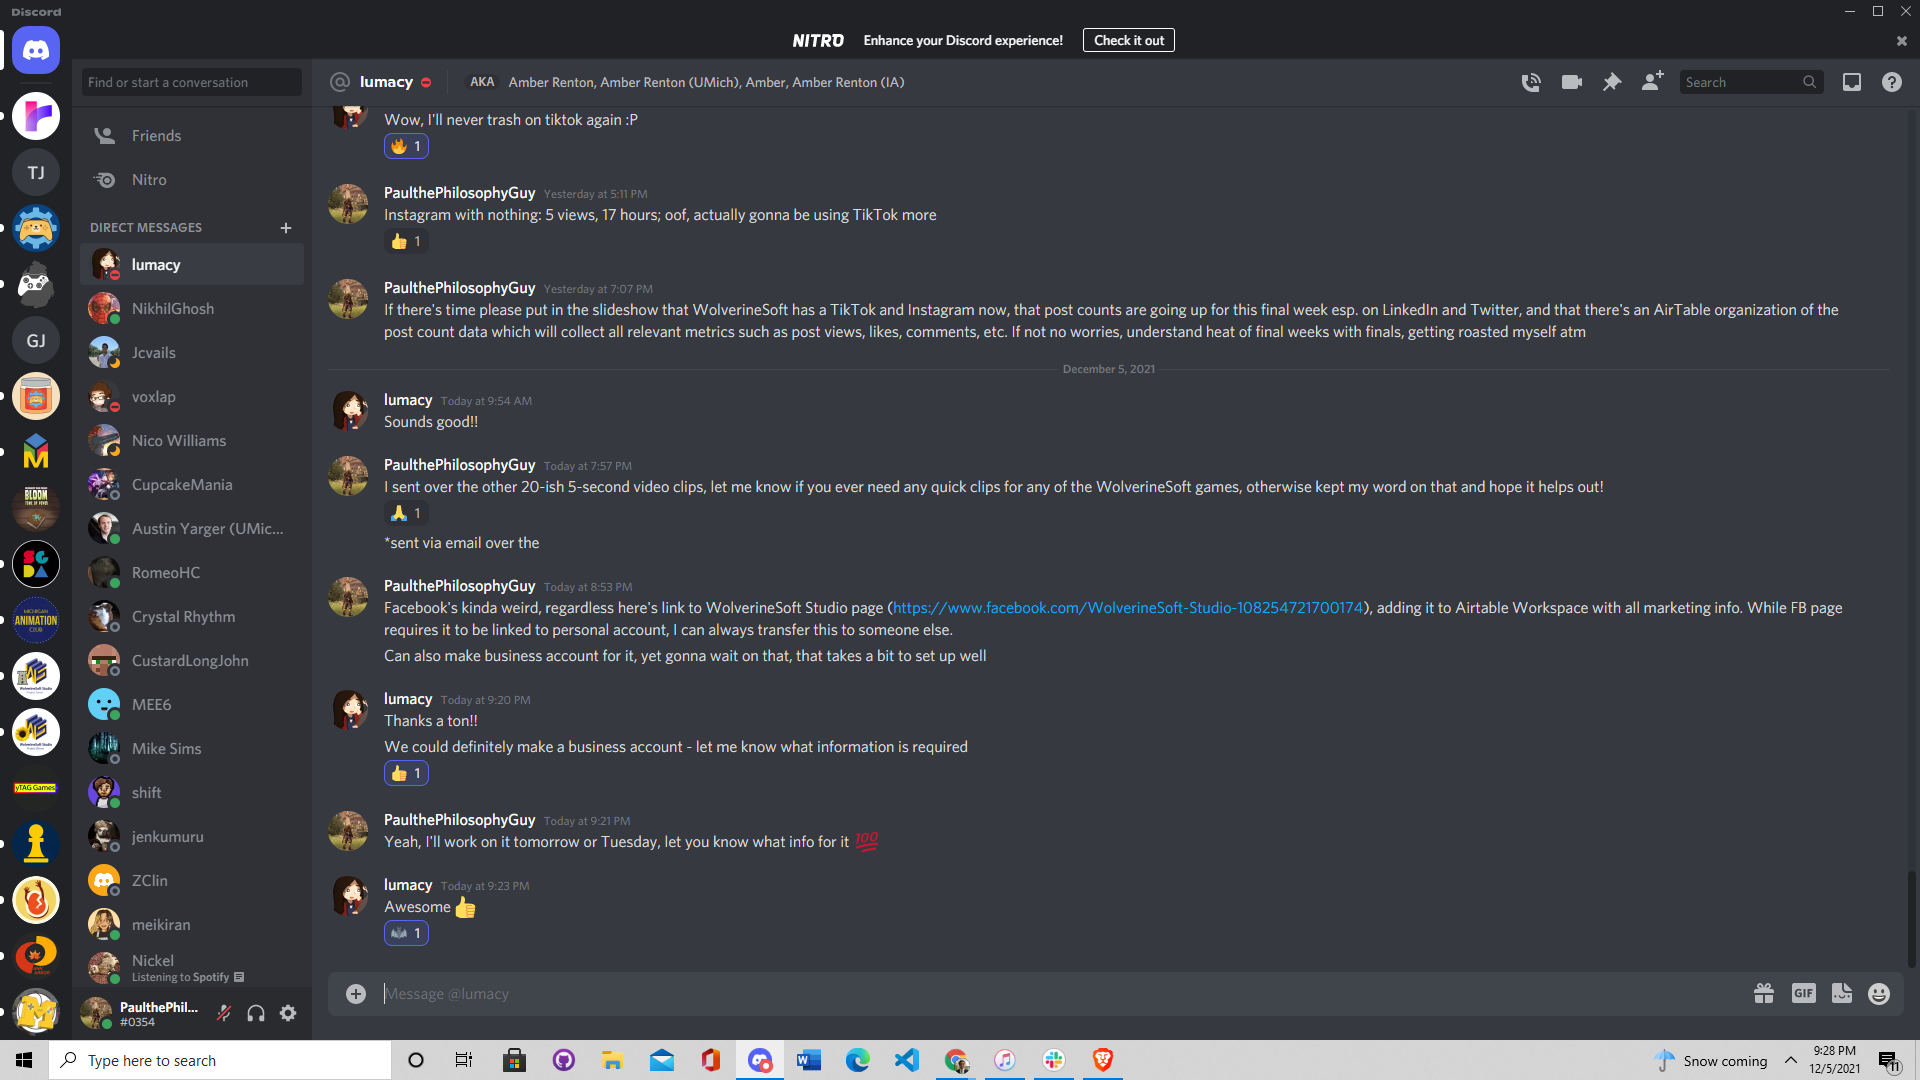 Discord
NITRO Enhance your Discord experience! Check it out
Find or start a conversation
lumacy AKA Amber Renton, Amber Renton (UMich), Amber, Amber Renton (IA)
Search
Friends
Nitro
DIRECT MESSAGES
lumacy
NikhilGhosh
Jcvails
voxlap
Nico Williams
CupcakeMania
Austin Yarger (UMic...
RomeoHC
Crystal Rhythm
CustardLongJohn
MEE6
Mike Sims
shift
jenkumuru
ZClin
meikiran
Nickel
Listening to Spotify
PaulthePhil...
#0354
TJ
GJ
BLOOM
SGDA
MICHIGAN
ANIMATION
CLUB
WolverineSoft Studio
WolverineSoft Studio
yTAG Games
Wow, I'll never trash on tiktok again :P
🔥 1
PaulthePhilosophyGuy Yesterday at 5:11 PM
Instagram with nothing: 5 views, 17 hours; oof, actually gonna be using TikTok more
👍 1
PaulthePhilosophyGuy Yesterday at 7:07 PM
If there's time please put in the slideshow that WolverineSoft has a TikTok and Instagram now, that post counts are going up for this final week esp. on LinkedIn and Twitter, and that there's an AirTable organization of the
post count data which will collect all relevant metrics such as post views, likes, comments, etc. If not no worries, understand heat of final weeks with finals, getting roasted myself atm
December 5, 2021
lumacy Today at 9:54 AM
Sounds good!!
PaulthePhilosophyGuy Today at 7:57 PM
I sent over the other 20-ish 5-second video clips, let me know if you ever need any quick clips for any of the WolverineSoft games, otherwise kept my word on that and hope it helps out!
🙏 1
*sent via email over the
PaulthePhilosophyGuy Today at 8:53 PM
Facebook's kinda weird, regardless here's link to WolverineSoft Studio page (https://www.facebook.com/WolverineSoft-Studio-108254721700174), adding it to Airtable Workspace with all marketing info. While FB page
requires it to be linked to personal account, I can always transfer this to someone else.
Can also make business account for it, yet gonna wait on that, that takes a bit to set up well
lumacy Today at 9:20 PM
Thanks a ton!!
We could definitely make a business account - let me know what information is required
👍 1
PaulthePhilosophyGuy Today at 9:21 PM
Yeah, I'll work on it tomorrow or Tuesday, let you know what info for it 💯
lumacy Today at 9:23 PM
Awesome 👍
🦇 1
Message @lumacy
GIF
Type here to search
Snow coming
9:28 PM
12/5/2021
11